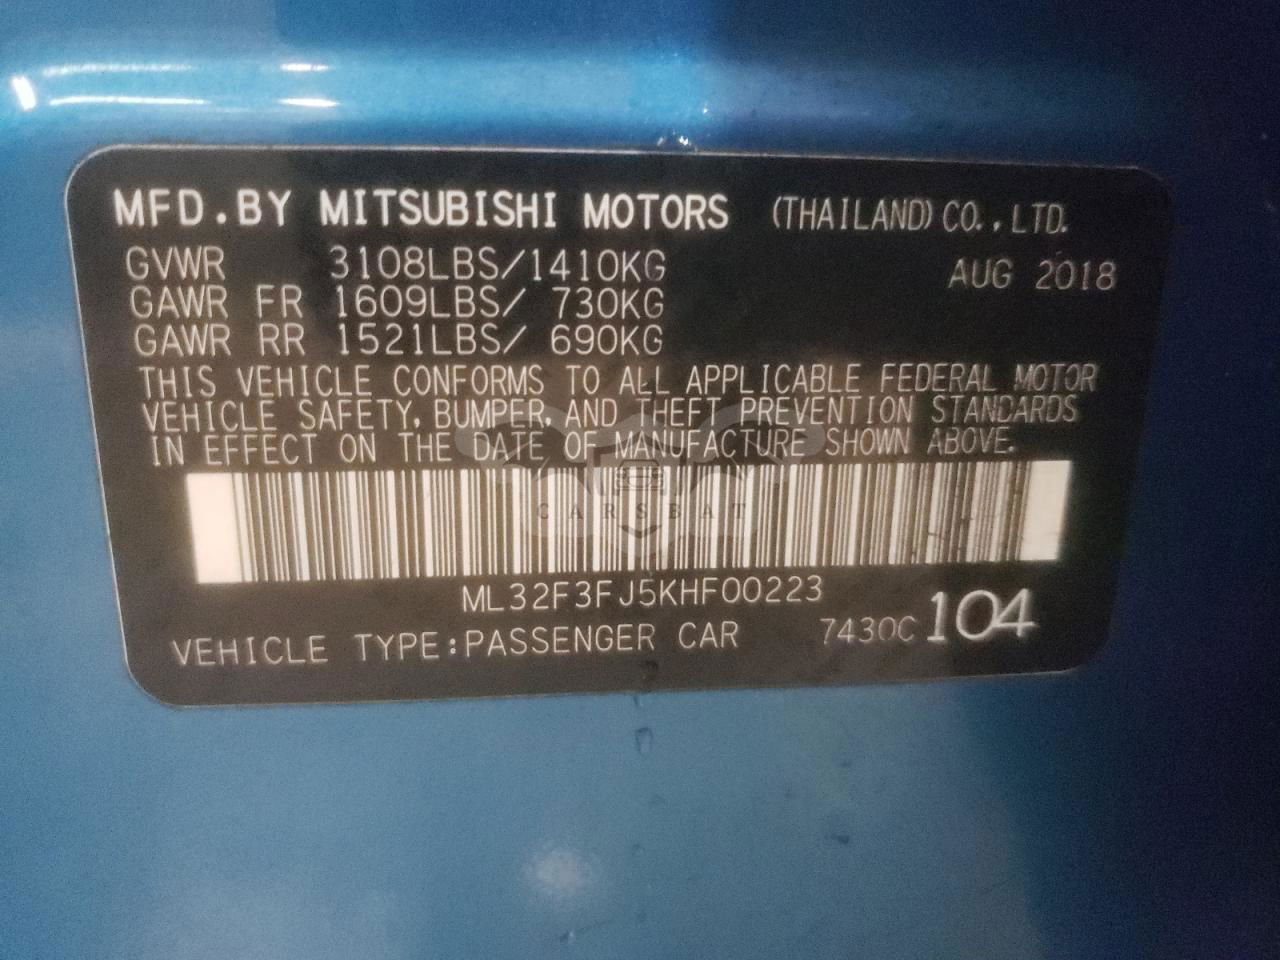 MFD.BY MITSUBISHI MOTORS (THAILAND) CO., LTD.
GVWR 3108LBS/1410KG AUG 2018
GAWR FR 1609LBS/ 730KG
GAWR RR 1521LBS/ 690KG
THIS VEHICLE CONFORMS TO ALL APPLICABLE FEDERAL MOTOR
VEHICLE SAFETY, BUMPER, AND THEFT PREVENTION STANDARDS
IN EFFECT ON THE DATE OF MANUFACTURE SHOWN ABOVE.
CARSBAT
ML32F3FJ5KHF00223
VEHICLE TYPE:PASSENGER CAR 7430C 104